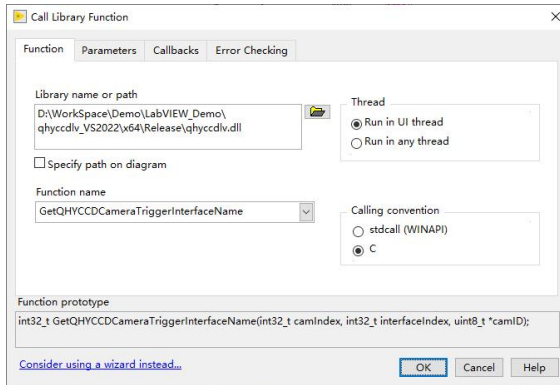 Call Library Function
Function
Parameters
Callbacks
Error Checking
Library name or path
D:\WorkSpace\Demo\LabVIEW_Demo\
qhyccdlv_VS2022\x64\Release\qhyccdlv.dll
Specify path on diagram
Function name
GetQHYCCDCameraTriggerInterfaceName
Thread
Run in UI thread
Run in any thread
Calling convention
stdcall (WINAPI)
C
Function prototype
int32_t GetQHYCCDCameraTriggerInterfaceName(int32_t camIndex, int32_t interfaceIndex, uint8_t *camID);
Consider using a wizard instead...
OK
Cancel
Help